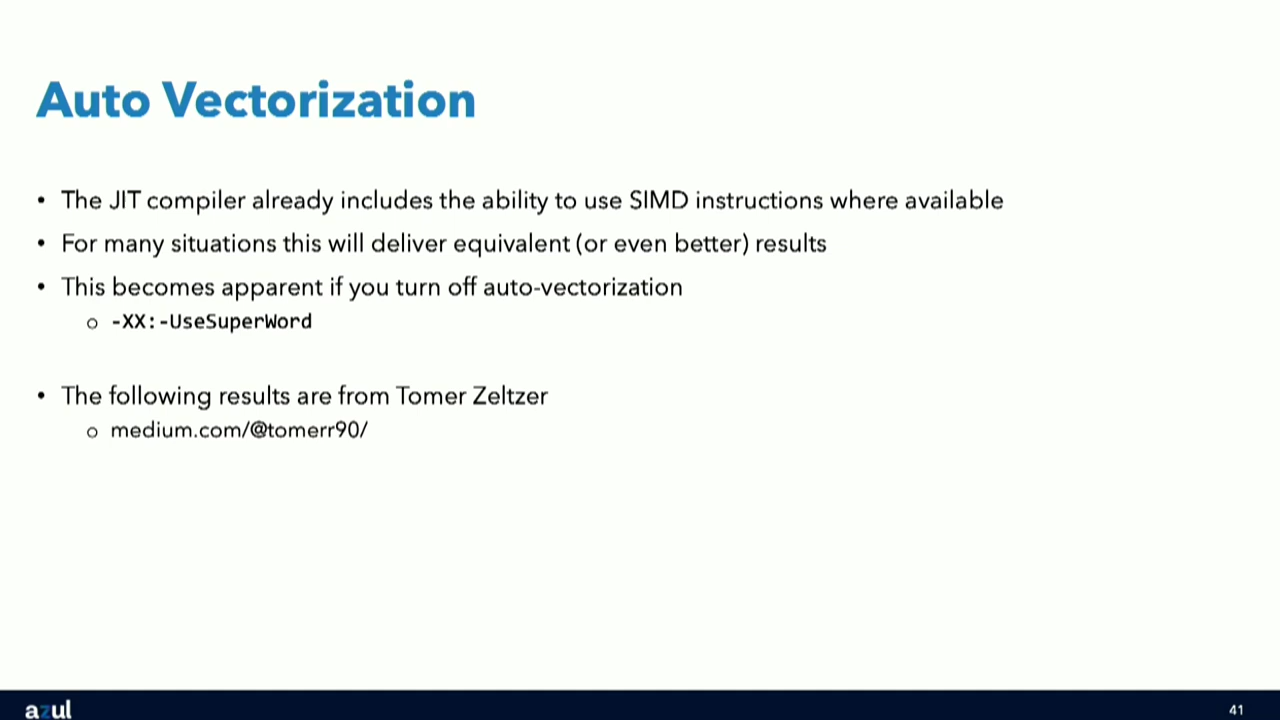 Auto Vectorization
• The JIT compiler already includes the ability to use SIMD instructions where available
• For many situations this will deliver equivalent (or even better) results
• This becomes apparent if you turn off auto-vectorization
o -XX:-UseSuperWord
• The following results are from Tomer Zeltzer
o medium.com/@tomerr90/
azul
41